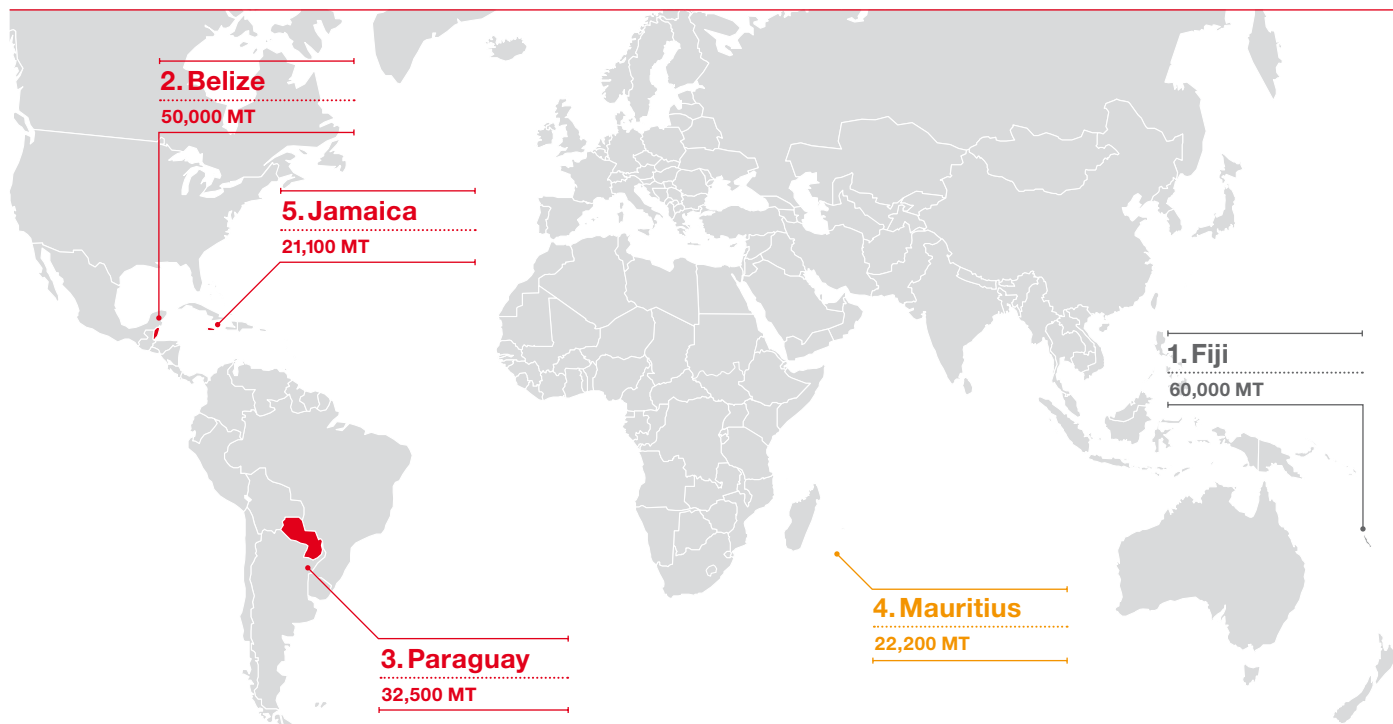 2. Belize
50,000 MT
5. Jamaica
21,100 MT
1. Fiji
60,000 MT
4. Mauritius
22,200 MT
3. Paraguay
32,500 MT